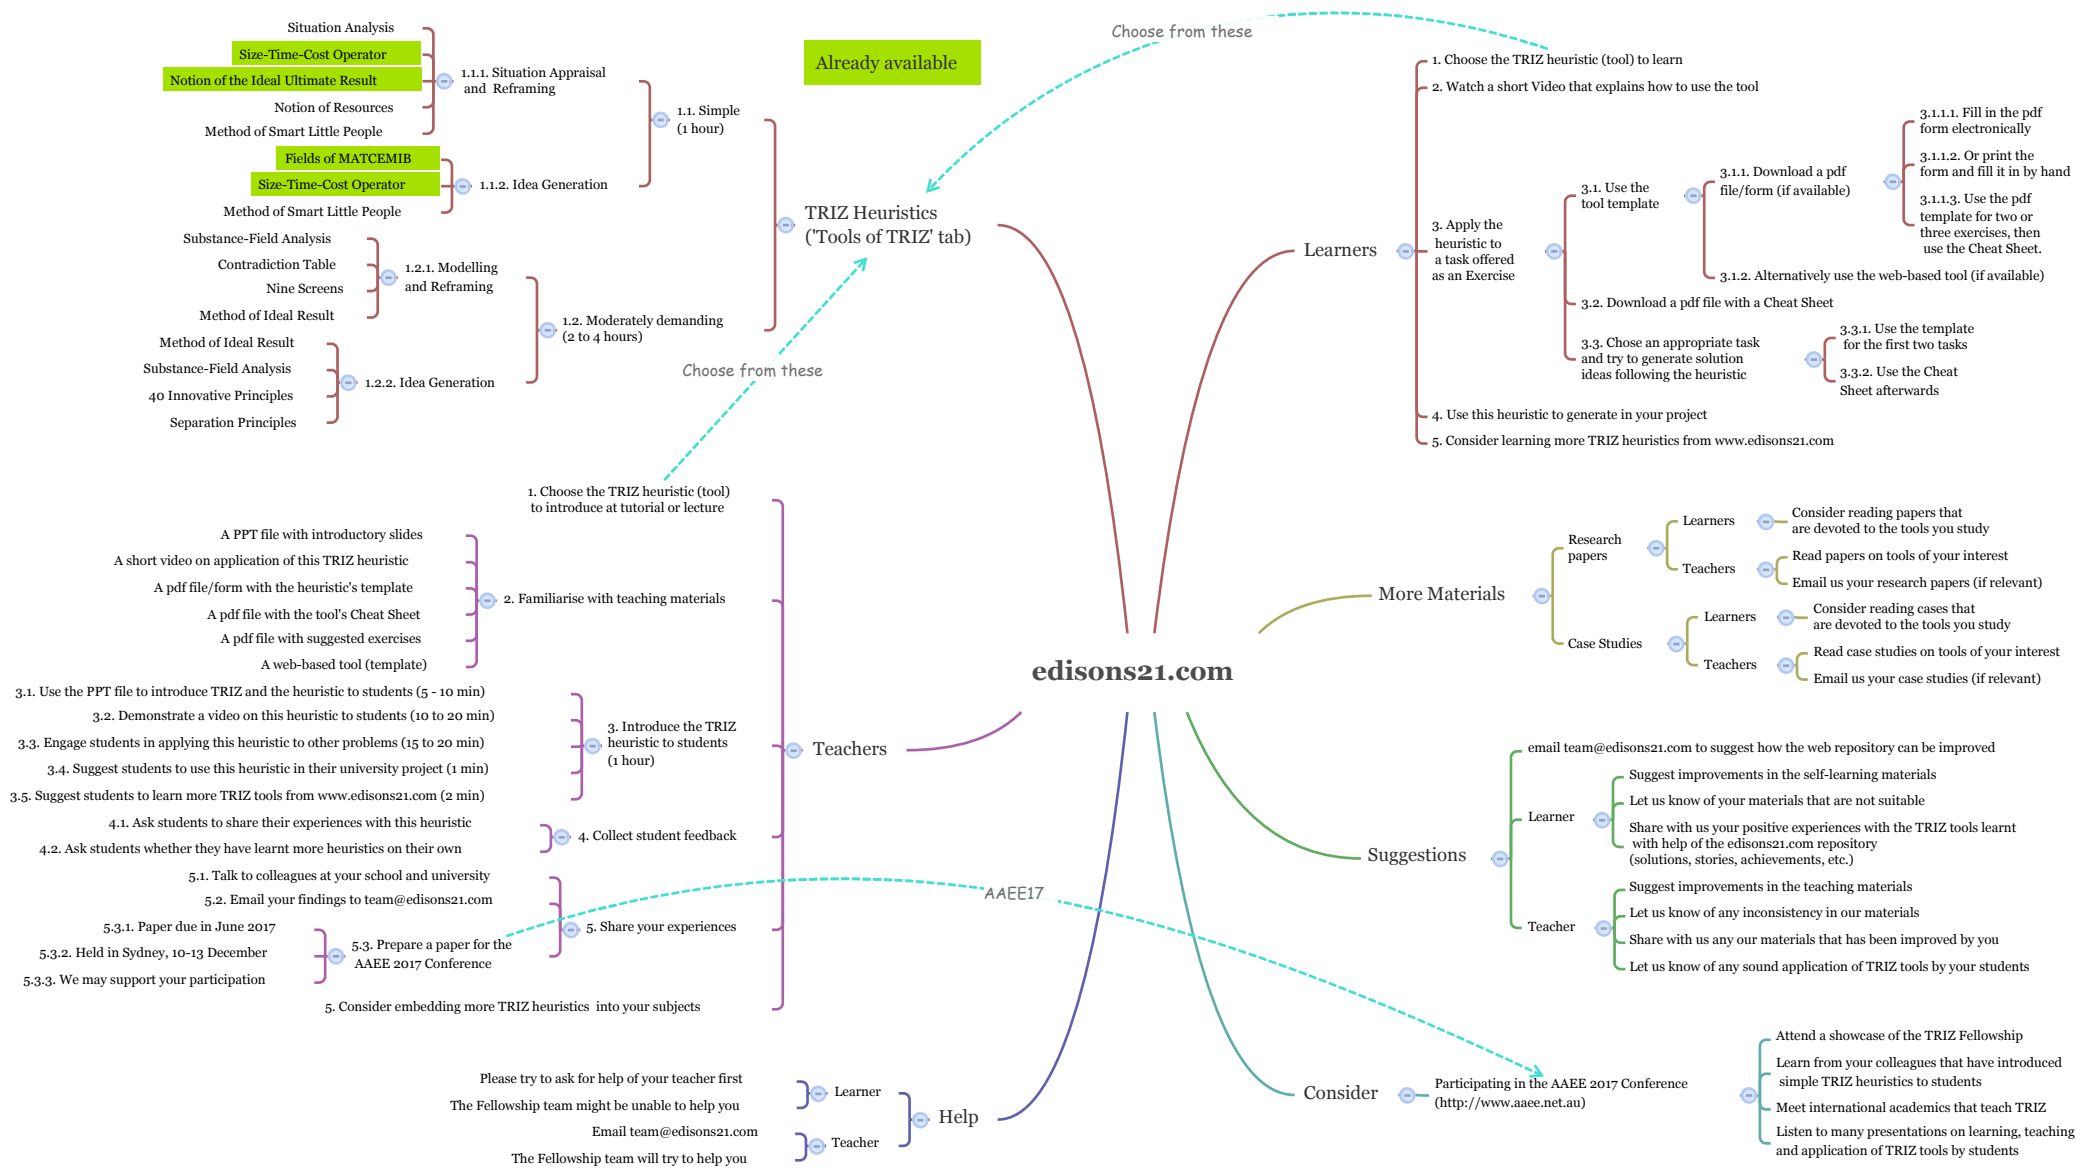 Situation Analysis
Size-Time-Cost Operator
Notion of the Ideal Ultimate Result
Notion of Resources
Method of Smart Little People
1.1.1. Situation Appraisal
and Reframing
Fields of MATCEMIB
Size-Time-Cost Operator
Method of Smart Little People
1.1.2. Idea Generation
1.1. Simple
(1 hour)
Substance-Field Analysis
Contradiction Table
Nine Screens
Method of Ideal Result
1.2.1. Modelling
and Reframing
Method of Ideal Result
Substance-Field Analysis
40 Innovative Principles
Separation Principles
1.2.2. Idea Generation
1.2. Moderately demanding
(2 to 4 hours)
Already available
TRIZ Heuristics
('Tools of TRIZ' tab)
Choose from these
Choose from these
1. Choose the TRIZ heuristic (tool)
to introduce at tutorial or lecture
A PPT file with introductory slides
A short video on application of this TRIZ heuristic
A pdf file/form with the heuristic's template
A pdf file with the tool's Cheat Sheet
A pdf file with suggested exercises
A web-based tool (template)
2. Familiarise with teaching materials
3.1. Use the PPT file to introduce TRIZ and the heuristic to students (5 - 10 min)
3.2. Demonstrate a video on this heuristic to students (10 to 20 min)
3.3. Engage students in applying this heuristic to other problems (15 to 20 min)
3.4. Suggest students to use this heuristic in their university project (1 min)
3.5. Suggest students to learn more TRIZ tools from www.edisons21.com (2 min)
3. Introduce the TRIZ
heuristic to students
(1 hour)
4.1. Ask students to share their experiences with this heuristic
4.2. Ask students whether they have learnt more heuristics on their own
4. Collect student feedback
5.1. Talk to colleagues at your school and university
5.2. Email your findings to team@edisons21.com
5.3.1. Paper due in June 2017
5.3.2. Held in Sydney, 10-13 December
5.3.3. We may support your participation
5.3. Prepare a paper for the
AAEE 2017 Conference
5. Share your experiences
5. Consider embedding more TRIZ heuristics into your subjects
Teachers
AAEE17
Please try to ask for help of your teacher first
The Fellowship team might be unable to help you
Learner
Email team@edisons21.com
The Fellowship team will try to help you
Teacher
Help
edisons21.com
Learners
1. Choose the TRIZ heuristic (tool) to learn
2. Watch a short Video that explains how to use the tool
3. Apply the
heuristic to
a task offered
as an Exercise
3.1. Use the
tool template
3.1.1. Download a pdf
file/form (if available)
3.1.1.1. Fill in the pdf
form electronically
3.1.1.2. Or print the
form and fill it in by hand
3.1.1.3. Use the pdf
template for two or
three exercises, then
use the Cheat Sheet.
3.1.2. Alternatively use the web-based tool (if available)
3.2. Download a pdf file with a Cheat Sheet
3.3. Chose an appropriate task
and try to generate solution
ideas following the heuristic
3.3.1. Use the template
for the first two tasks
3.3.2. Use the Cheat
Sheet afterwards
4. Use this heuristic to generate in your project
5. Consider learning more TRIZ heuristics from www.edisons21.com
More Materials
Research
papers
Learners
Consider reading papers that
are devoted to the tools you study
Teachers
Read papers on tools of your interest
Email us your research papers (if relevant)
Case Studies
Learners
Consider reading cases that
are devoted to the tools you study
Teachers
Read case studies on tools of your interest
Email us your case studies (if relevant)
Suggestions
email team@edisons21.com to suggest how the web repository can be improved
Learner
Suggest improvements in the self-learning materials
Let us know of your materials that are not suitable
Share with us your positive experiences with the TRIZ tools learnt
with help of the edisons21.com repository
(solutions, stories, achievements, etc.)
Teacher
Suggest improvements in the teaching materials
Let us know of any inconsistency in our materials
Share with us any our materials that has been improved by you
Let us know of any sound application of TRIZ tools by your students
Consider
Participating in the AAEE 2017 Conference
(http://www.aaee.net.au)
Attend a showcase of the TRIZ Fellowship
Learn from your colleagues that have introduced
simple TRIZ heuristics to students
Meet international academics that teach TRIZ
Listen to many presentations on learning, teaching
and application of TRIZ tools by students